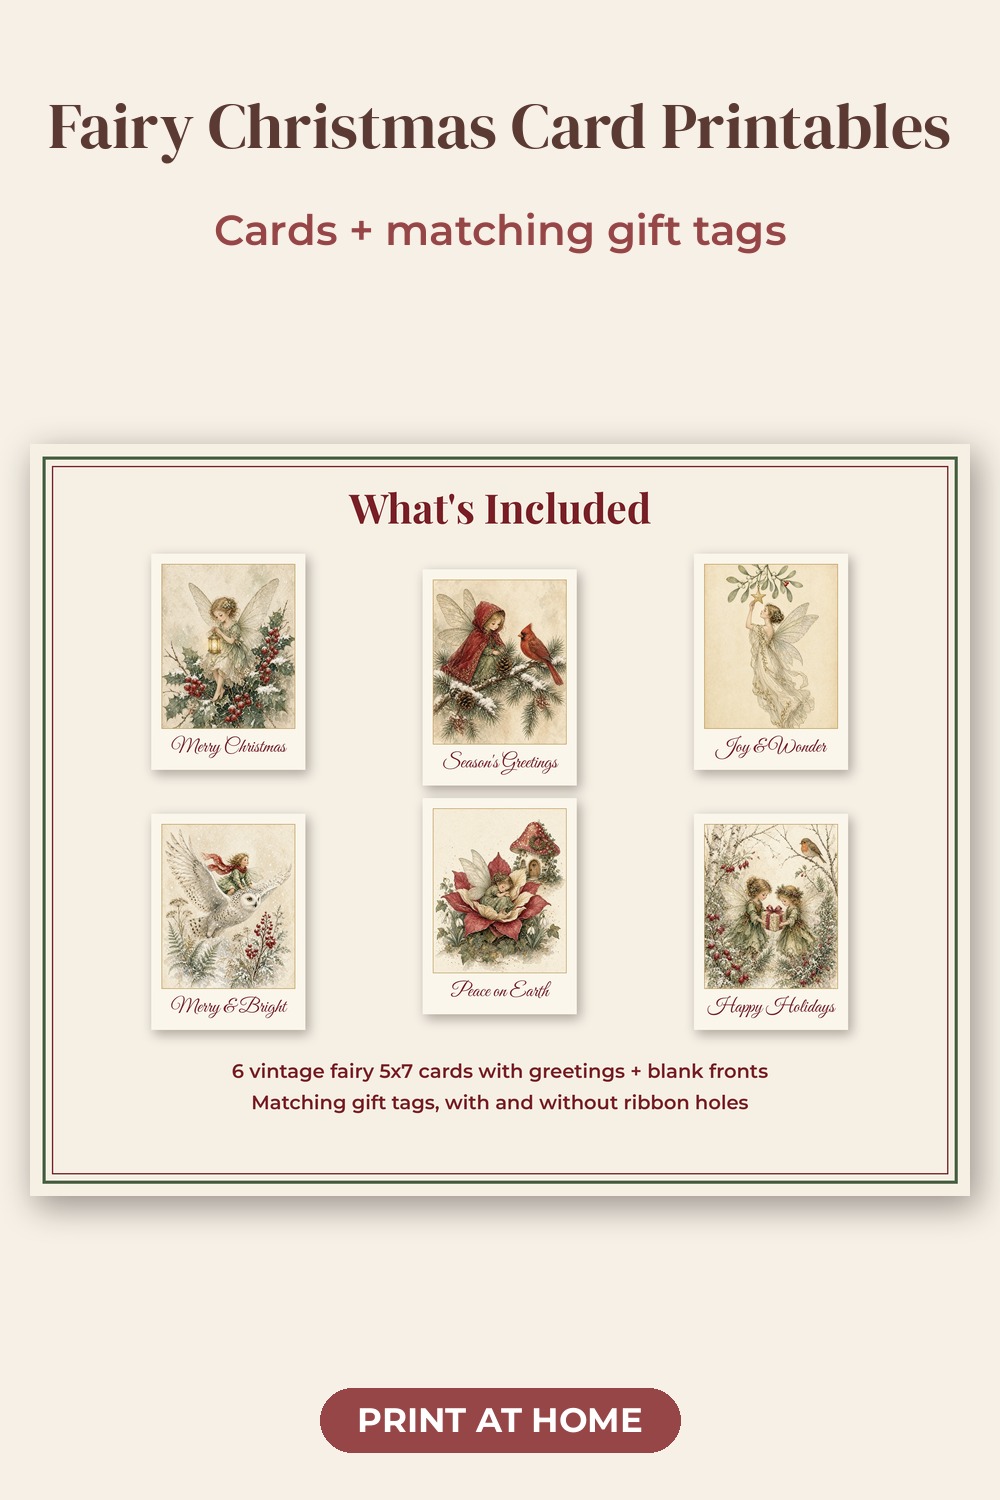 Fairy Christmas Card Printables
Cards + matching gift tags
What's Included
Merry Christmas
Season's Greetings
Joy & Wonder
Merry & Bright
Peace on Earth
Happy Holidays
6 vintage fairy 5x7 cards with greetings + blank fronts
Matching gift tags, with and without ribbon holes
PRINT AT HOME